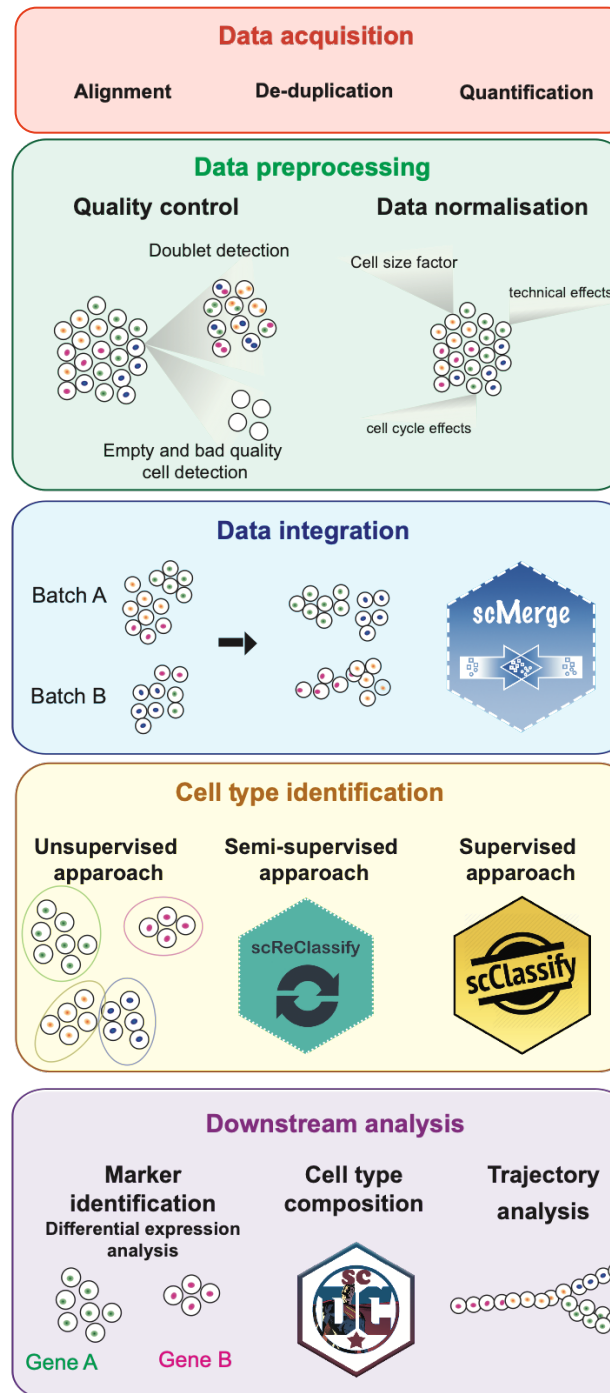 Data acquisition
Alignment De-duplication Quantification
Data preprocessing
Quality control Data normalisation
Doublet detection
Cell size factor
technical effects
cell cycle effects
Empty and bad quality
cell detection
Data integration
Batch A
Batch B
scMerge
Cell type identification
Unsupervised
apparoach
Semi-supervised
apparoach
Supervised
apparoach
scReClassify
scClassify
Downstream analysis
Marker
identification
Differential expression
analysis
Gene A
Gene B
Cell type
composition
sc
DC
Trajectory
analysis